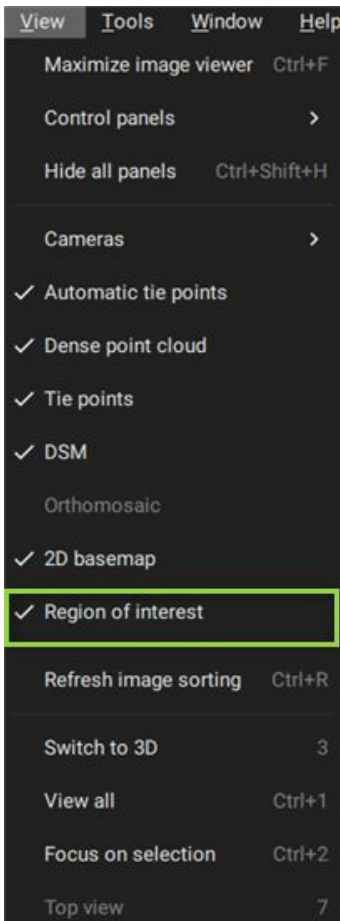 View Tools Window Help
Maximize image viewer Ctrl+F
Control panels
Hide all panels Ctrl+Shift+H
Cameras
Automatic tie points
Dense point cloud
Tie points
DSM
Orthomosaic
2D basemap
Region of interest
Refresh image sorting Ctrl+R
Switch to 3D 3
View all Ctrl+1
Focus on selection Ctrl+2
Top view 7